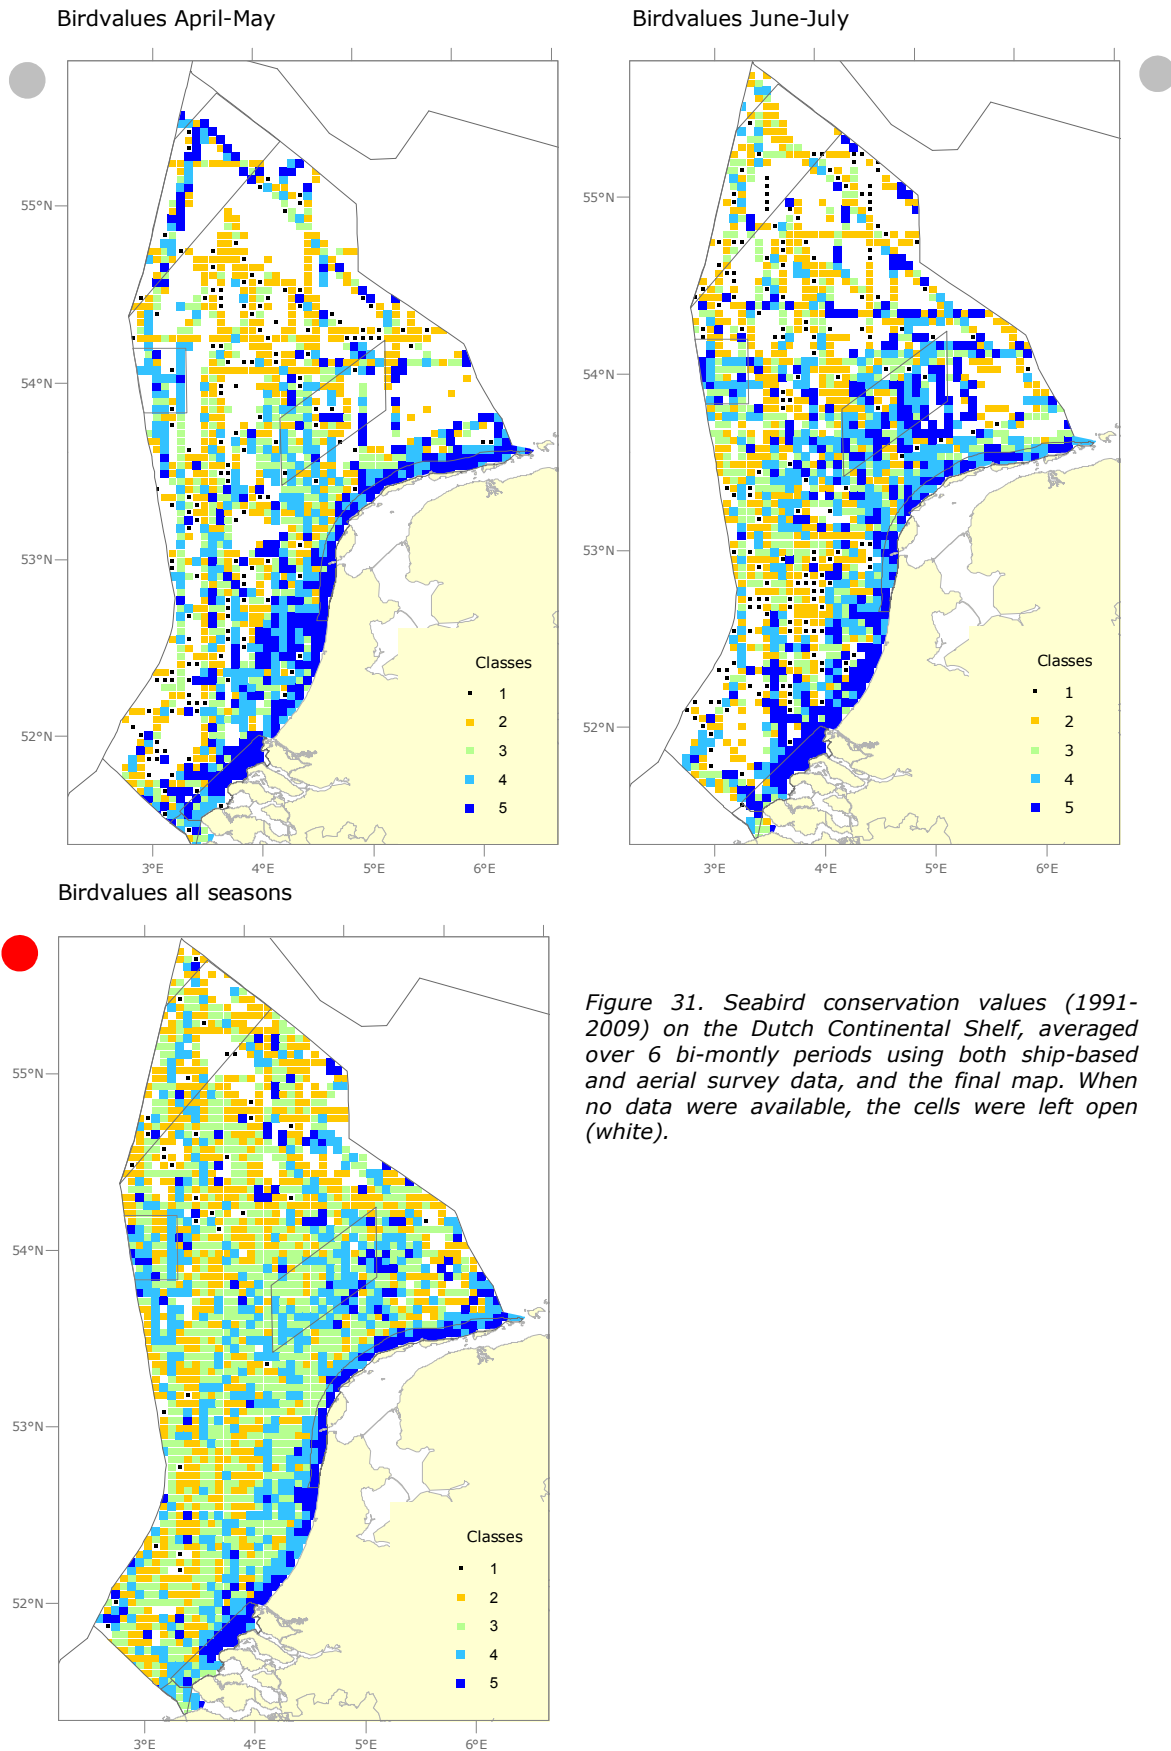 Birdvalues April-May
Birdvalues June-July
55°N
54°N
53°N
52°N
3°E
4°E
5°E
6°E
Classes
1
2
3
4
5
55°N
54°N
53°N
52°N
3°E
4°E
5°E
6°E
Classes
1
2
3
4
5
Birdvalues all seasons
55°N
54°N
53°N
52°N
3°E
4°E
5°E
6°E
Classes
1
2
3
4
5
Figure 31. Seabird conservation values (1991-
2009) on the Dutch Continental Shelf, averaged
over 6 bi-montly periods using both ship-based
and aerial survey data, and the final map. When
no data were available, the cells were left open
(white).